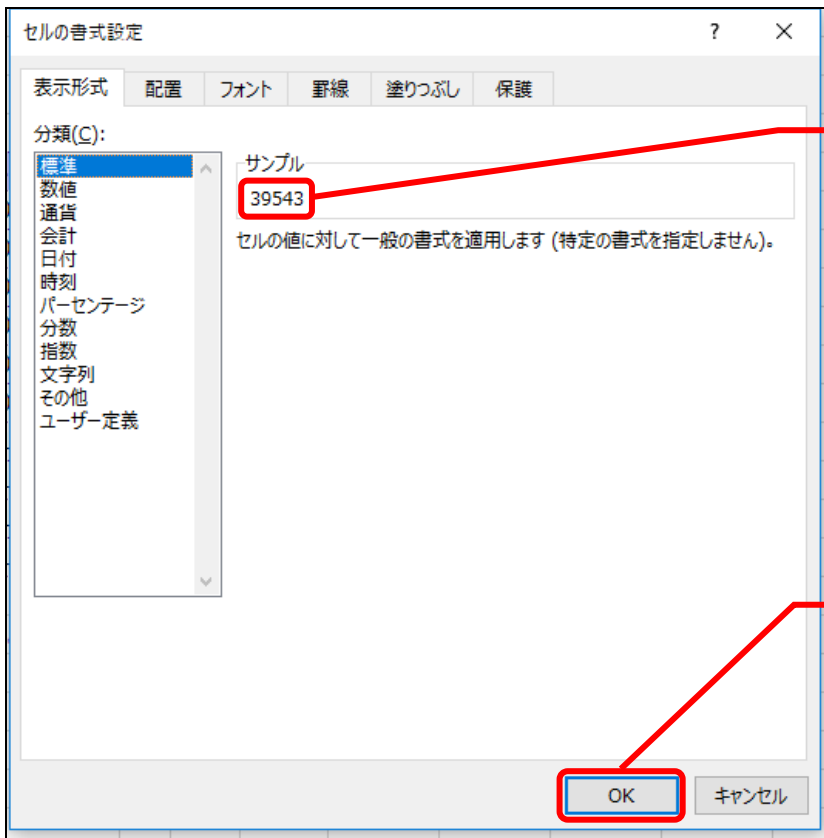 セルの書式設定 ? ×
表示形式 配置 フォント 罫線 塗りつぶし 保護
分類(C):
標準
数値
通貨
会計
日付
時刻
パーセンテージ
分数
指数
文字列
その他
ユーザー定義
サンプル
39543
セルの値に対して一般の書式を適用します (特定の書式を指定しません)。
OK キャンセル